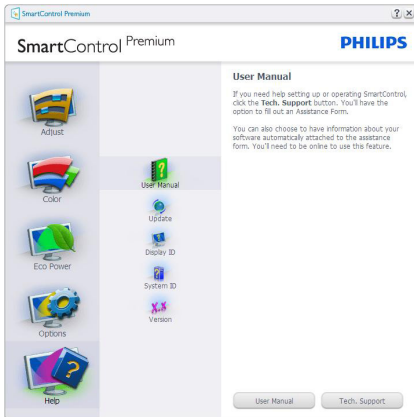 SmartControl Premium
? X
SmartControl Premium
PHILIPS
Adjust
Color
Eco Power
Options
Help
User Manual
Update
Display ID
System ID
X.X
Version
User Manual
If you need help setting up or operating SmartControl,
click the Tech. Support button. You'll have the
option to fill out an Assistance Form.
You can also choose to have information about your
software automatically attached to the assistance
form. You'll need to be online to use this feature.
User Manual
Tech. Support